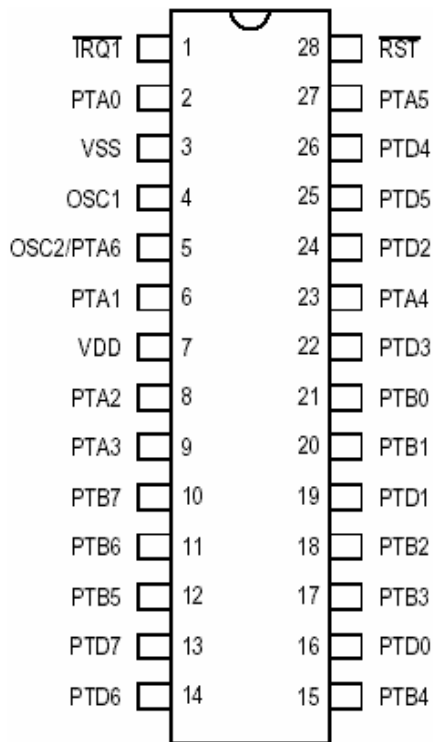 IRQ1 1 28 RST
PTA0 2 27 PTA5
VSS 3 26 PTD4
OSC1 4 25 PTD5
OSC2/PTA6 5 24 PTD2
PTA1 6 23 PTA4
VDD 7 22 PTD3
PTA2 8 21 PTB0
PTA3 9 20 PTB1
PTB7 10 19 PTD1
PTB6 11 18 PTB2
PTB5 12 17 PTB3
PTD7 13 16 PTD0
PTD6 14 15 PTB4